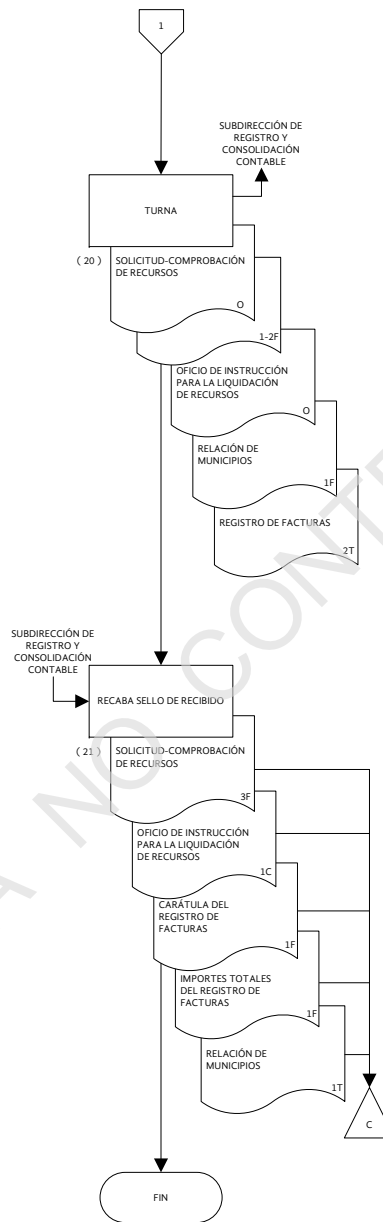 1
SUBDIRECCIÓN DE
REGISTRO Y
CONSOLIDACIÓN
CONTABLE
TURNA
( 20 )
SOLICITUD-COMPROBACIÓN
DE RECURSOS
O
1-2F
OFICIO DE INSTRUCCIÓN
PARA LA LIQUIDACIÓN
DE RECURSOS
O
RELACIÓN DE
MUNICIPIOS
1F
REGISTRO DE FACTURAS
2T
SUBDIRECCIÓN DE
REGISTRO Y
CONSOLIDACIÓN
CONTABLE
RECABA SELLO DE RECIBIDO
( 21 )
SOLICITUD-COMPROBACIÓN
DE RECURSOS
3F
OFICIO DE INSTRUCCIÓN
PARA LA LIQUIDACIÓN
DE RECURSOS
1C
CARÁTULA DEL
REGISTRO DE
FACTURAS
1F
IMPORTES TOTALES
DEL REGISTRO DE
FACTURAS
1F
RELACIÓN DE
MUNICIPIOS
1T
C
FIN
A NO CONT